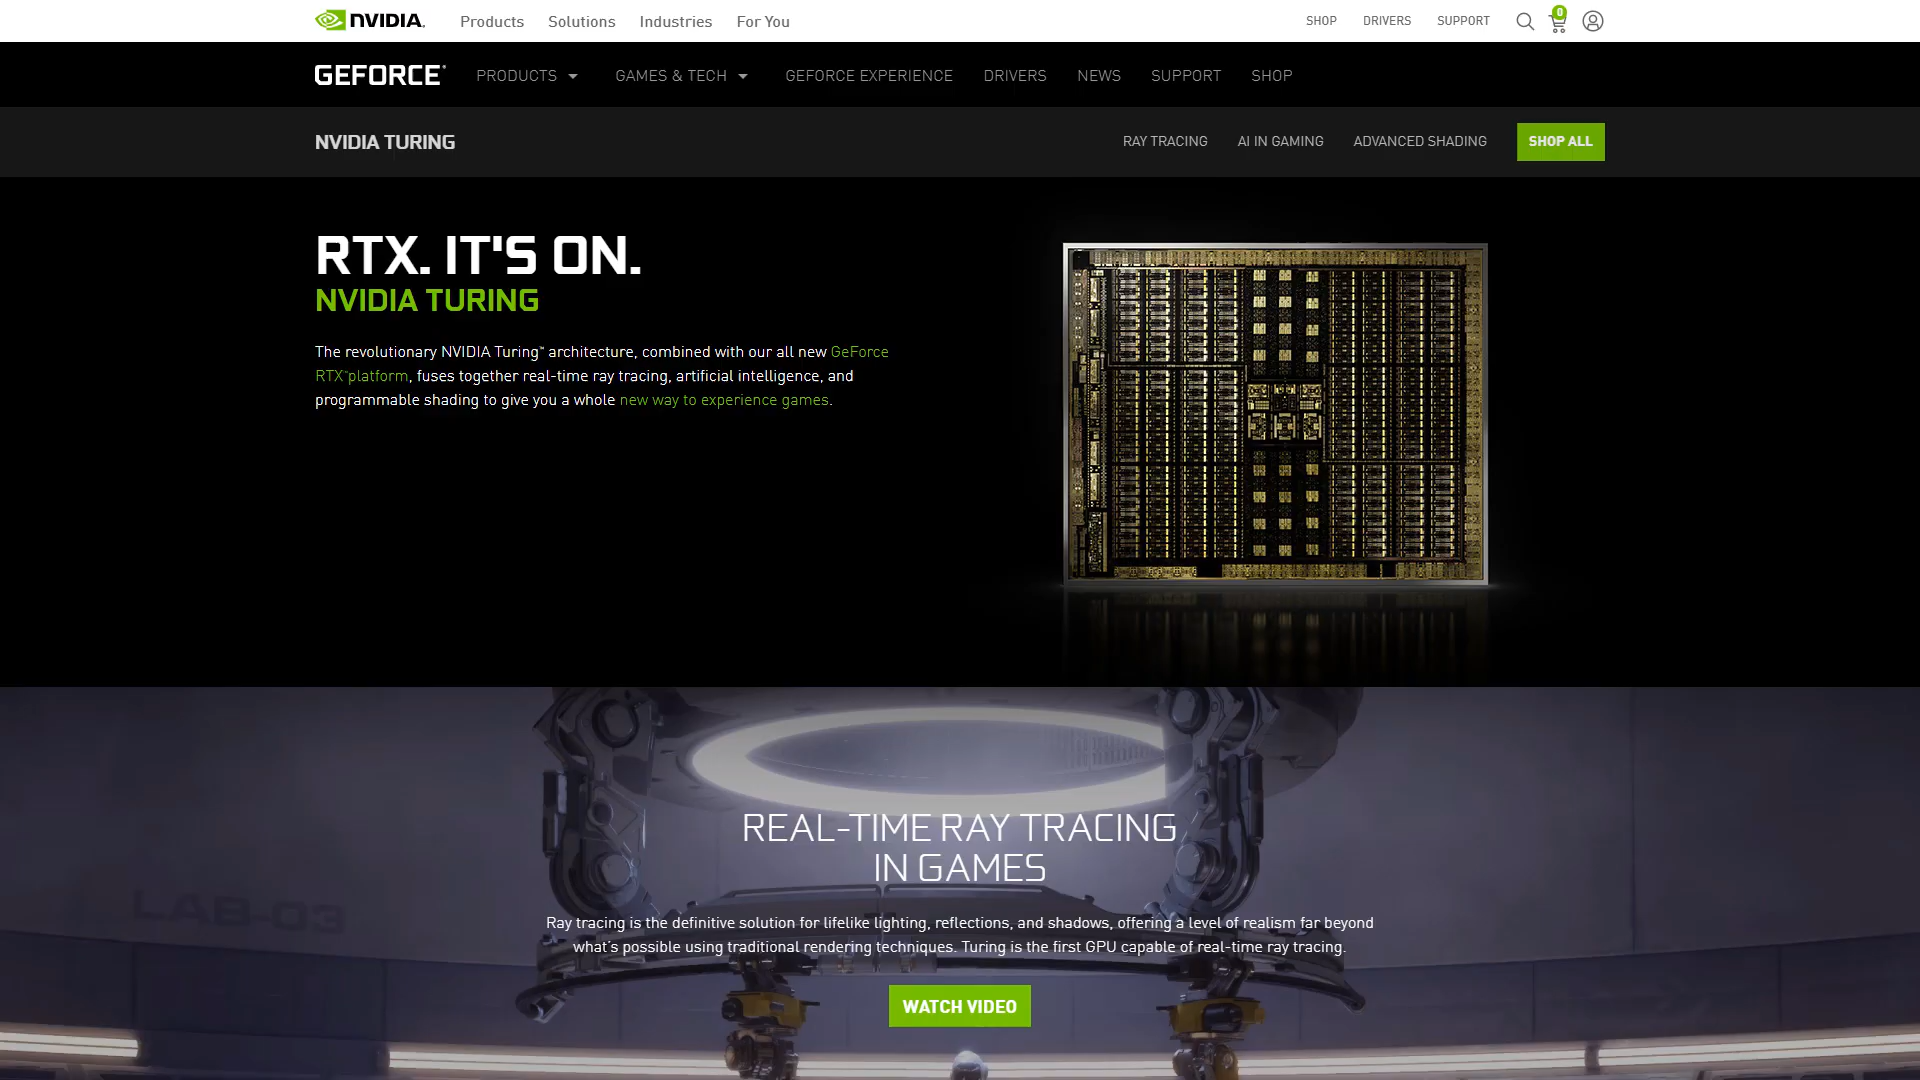 NVIDIA.
Products Solutions Industries For You
SHOP DRIVERS SUPPORT 0
GEFORCE® PRODUCTS GAMES & TECH GEFORCE EXPERIENCE DRIVERS NEWS SUPPORT SHOP
NVIDIA TURING
RAY TRACING AI IN GAMING ADVANCED SHADING SHOP ALL
RTX. IT'S ON.
NVIDIA TURING
The revolutionary NVIDIA Turing™ architecture, combined with our all new GeForce
RTX™platform, fuses together real-time ray tracing, artificial intelligence, and
programmable shading to give you a whole new way to experience games.
REAL-TIME RAY TRACING
IN GAMES
LAB-03
Ray tracing is the definitive solution for lifelike lighting, reflections, and shadows, offering a level of realism far beyond
what's possible using traditional rendering techniques. Turing is the first GPU capable of real-time ray tracing.
WATCH VIDEO